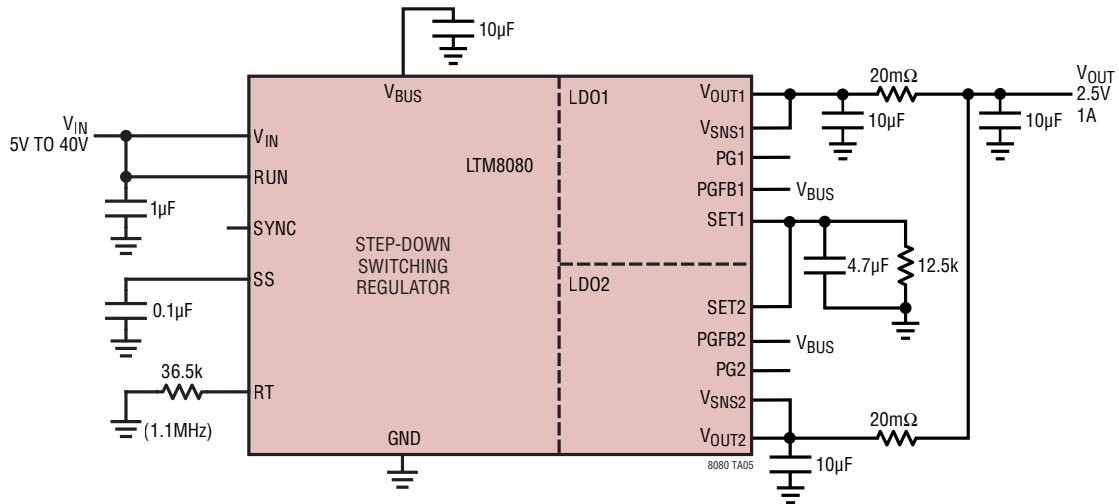 10µF
VBUS
VIN
5V TO 40V
1µF
VIN
RUN
SYNC
SS
0.1µF
36.5k
(1.1MHz)
RT
GND
LTM8080
STEP-DOWN
SWITCHING
REGULATOR
LDO1
LDO2
VOUT1
VSNS1
PG1
PGFB1
SET1
SET2
PGFB2
PG2
VSNS2
VOUT2
8080 TA05
20mΩ
10µF
VBUS
4.7µF
12.5k
VBUS
10µF
20mΩ
10µF
VOUT
2.5V
1A